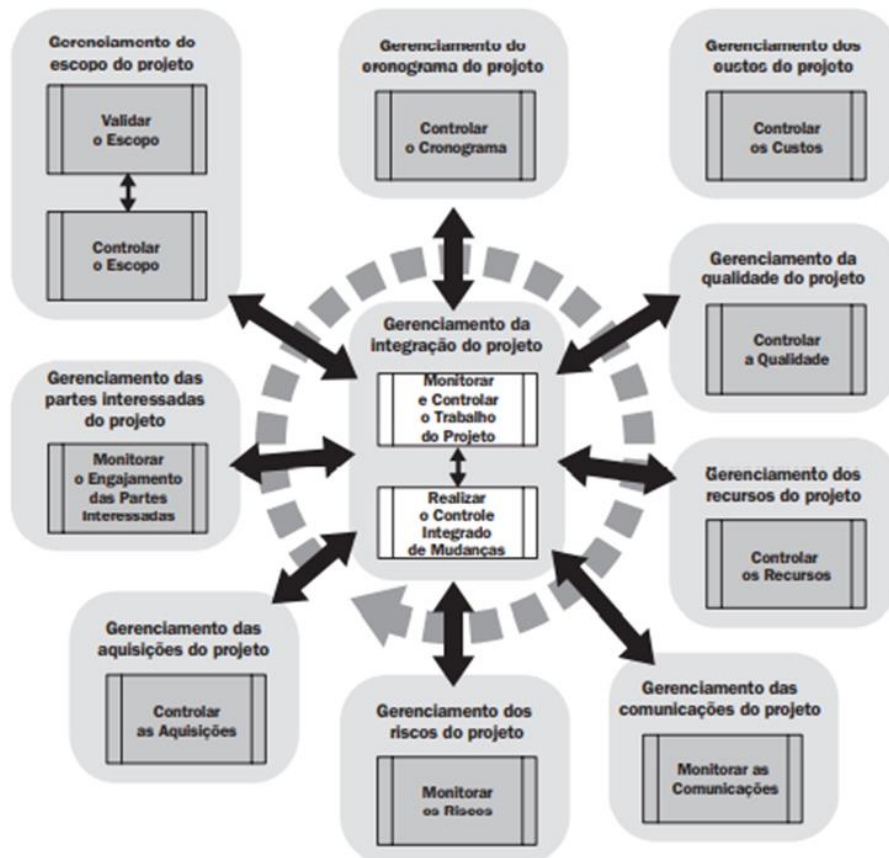 Gerenciamento do
escopo do projeto
Validar
o Escopo
Controlar
o Escopo
Gerenciamento do
cronograma do projeto
Controlar
o Cronograma
Gerenciamento dos
custos do projeto
Controlar
os Custos
Gerenciamento da
qualidade do projeto
Controlar
a Qualidade
Gerenciamento da
integração do projeto
Monitorar
e Controlar
o Trabalho
do Projeto
Realizar
o Controle
Integrado
de Mudanças
Gerenciamento das
partes interessadas
do projeto
Monitorar
o Engajamento
das Partes
Interessadas
Gerenciamento dos
recursos do projeto
Controlar
os Recursos
Gerenciamento das
aquisições do projeto
Controlar
as Aquisições
Gerenciamento dos
riscos do projeto
Monitorar
os Riscos
Gerenciamento das
comunicações do projeto
Monitorar as
Comunicações